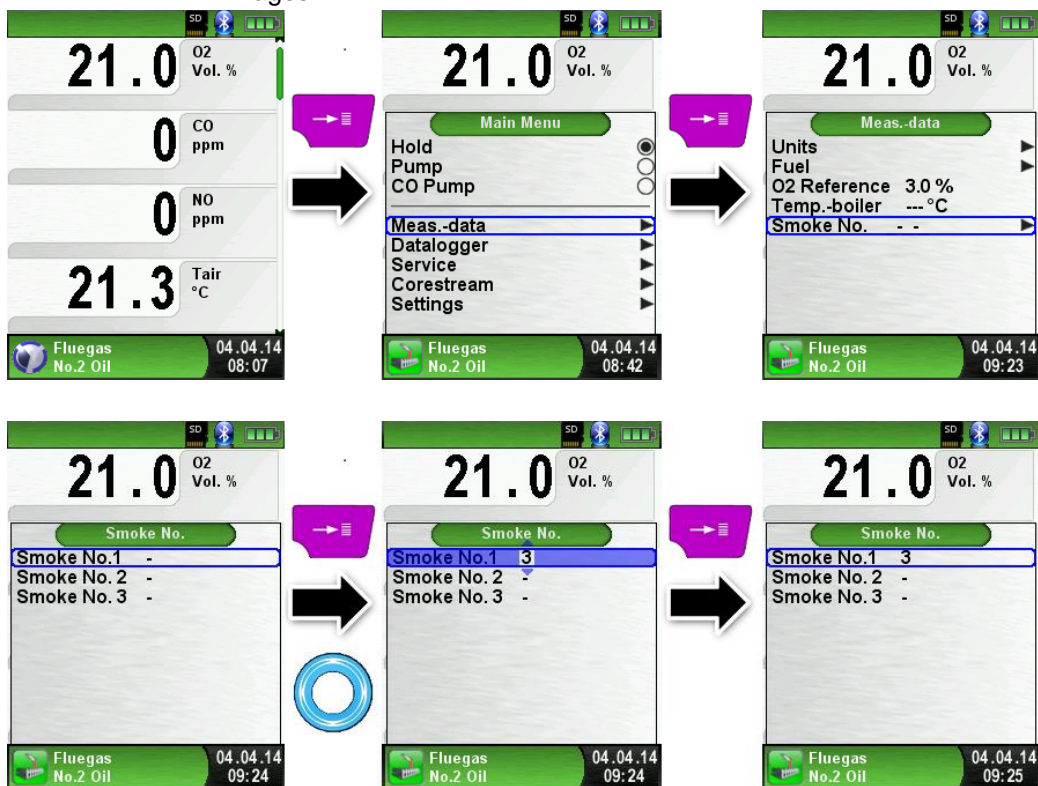 SD
21.0 O2 Vol. %
0 CO ppm
0 NO ppm
21.3 Tair °C
Fluegas 04.04.14
No.2 Oil 08:07
SD
21.0 O2 Vol. %
Main Menu
Hold
Pump
CO Pump
Meas.-data
Datalogger
Service
Corestream
Settings
Fluegas 04.04.14
No.2 Oil 08:42
SD
21.0 O2 Vol. %
Meas.-data
Units
Fuel
O2 Reference 3.0 %
Temp.-boiler --- °C
Smoke No. - -
Fluegas 04.04.14
No.2 Oil 09:23
SD
21.0 O2 Vol. %
Smoke No.
Smoke No.1 -
Smoke No. 2 -
Smoke No. 3 -
Fluegas 04.04.14
No.2 Oil 09:24
SD
21.0 O2 Vol. %
Smoke No.
Smoke No.1 3
Smoke No. 2 -
Smoke No. 3 -
Fluegas 04.04.14
No.2 Oil 09:24
SD
21.0 O2 Vol. %
Smoke No.
Smoke No.1 3
Smoke No. 2 -
Smoke No. 3 -
Fluegas 04.04.14
No.2 Oil 09:25